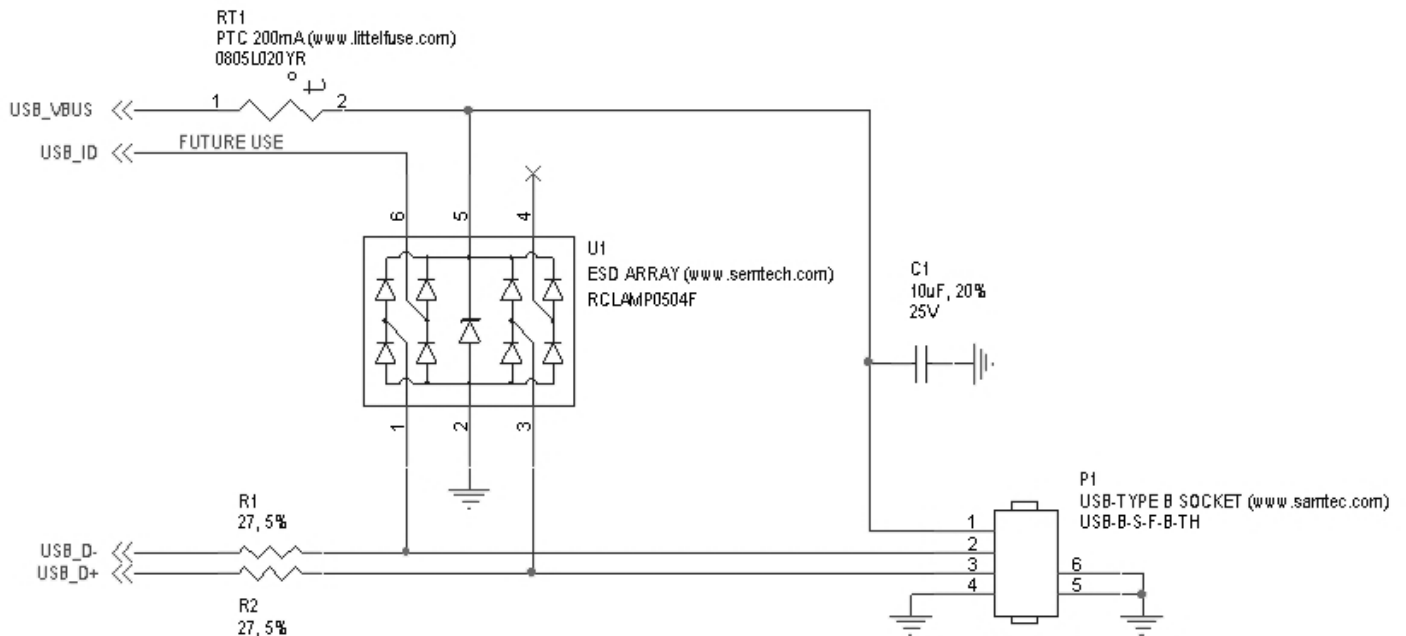 RT1
PTC 200mA (www.littelfuse.com)
0805L020YR
t
USB_VBUS
1
2
USB_ID
FUTURE USE
6
5
4
U1
ESD ARRAY (www.semtech.com)
RCLAMP0504F
C1
10uF, 20%
25V
1
2
3
P1
USB-TYPE B SOCKET (www.samtec.com)
USB-B-S-F-B-TH
R1
27, 5%
1
USB_D-
2
USB_D+
3
6
4
5
R2
27, 5%